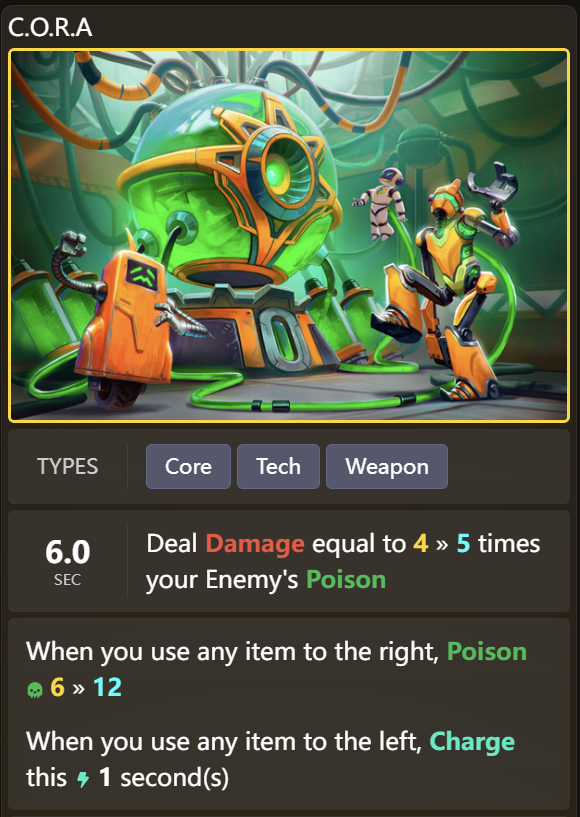 C.O.R.A
0
TYPES
Core
Tech
Weapon
6.0
SEC
Deal Damage equal to 4 » 5 times
your Enemy's Poison
When you use any item to the right, Poison
6 » 12
When you use any item to the left, Charge
this 1 second(s)